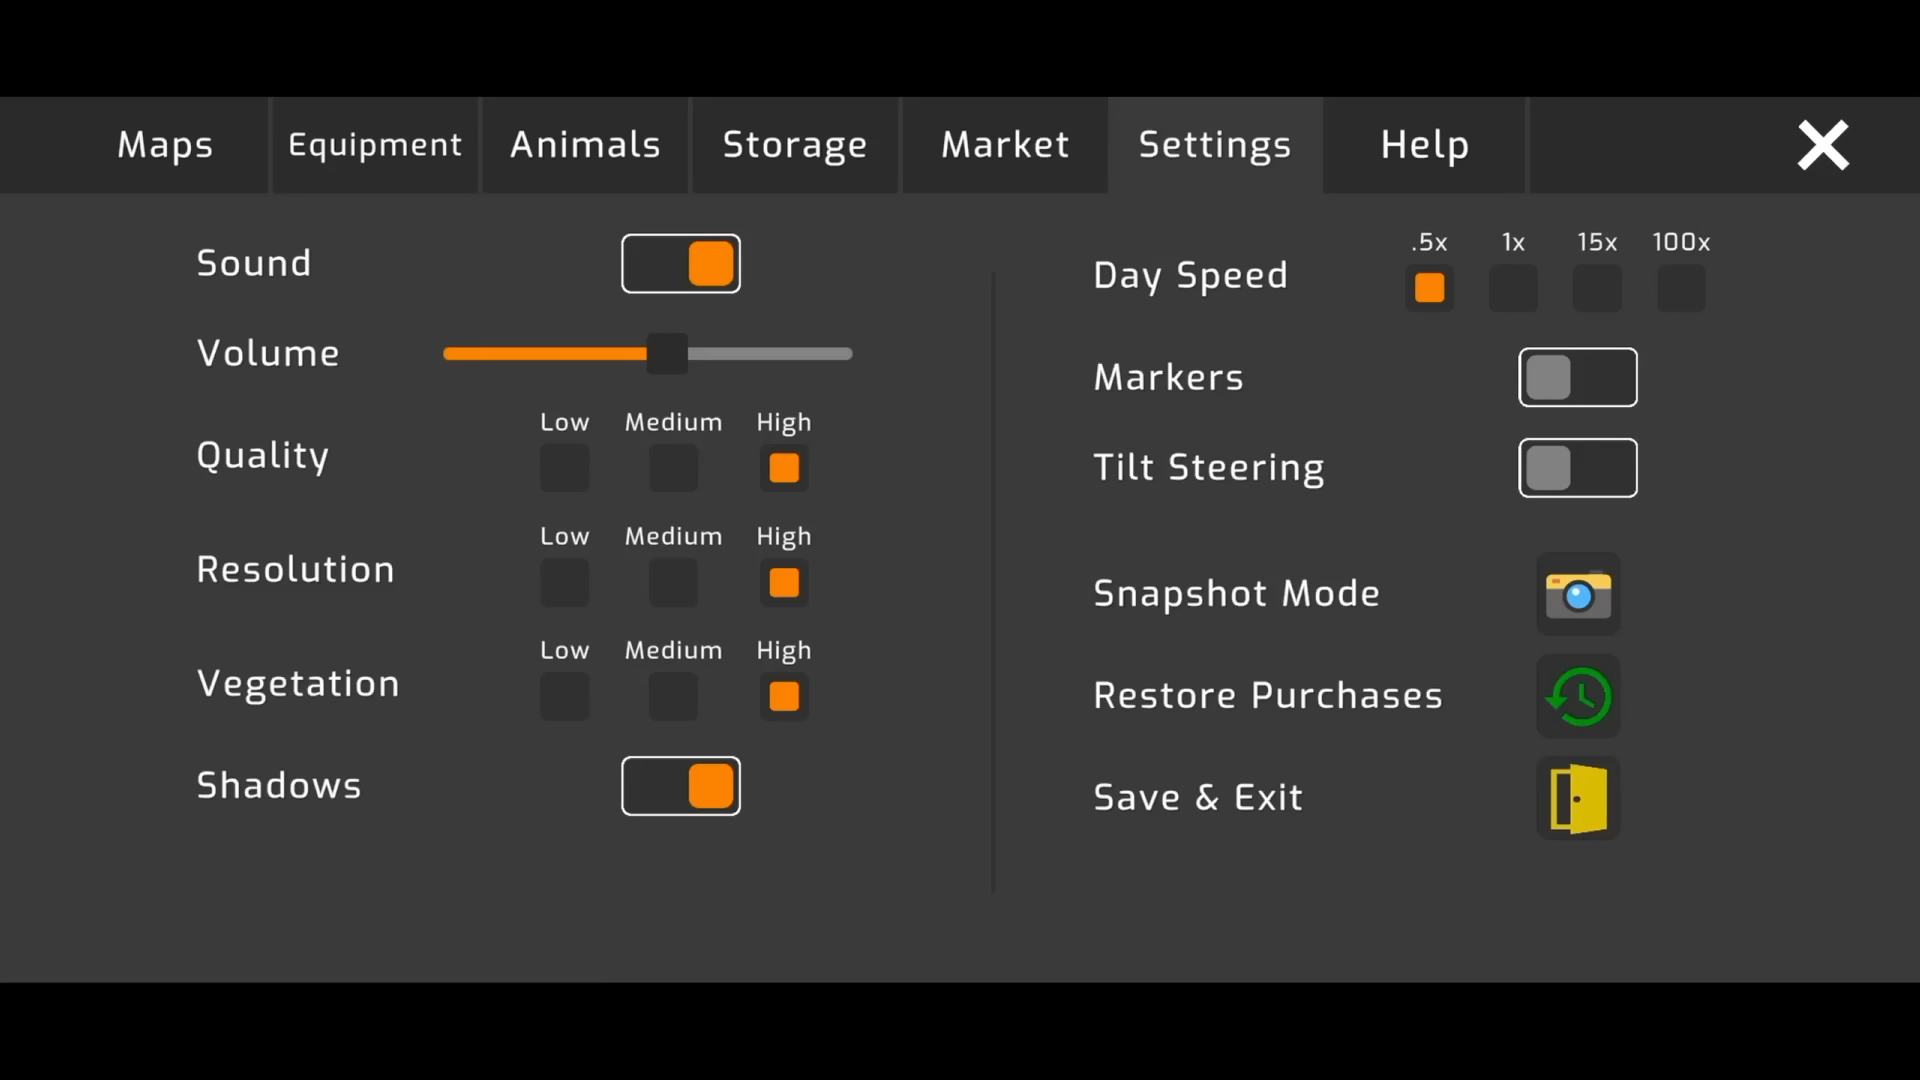 Maps Equipment Animals Storage Market Settings Help
Sound
Volume
Low Medium High
Quality
Low Medium High
Resolution
Low Medium High
Vegetation
Shadows
.5x 1x 15x 100x
Day Speed
Markers
Tilt Steering
Snapshot Mode
Restore Purchases
Save & Exit